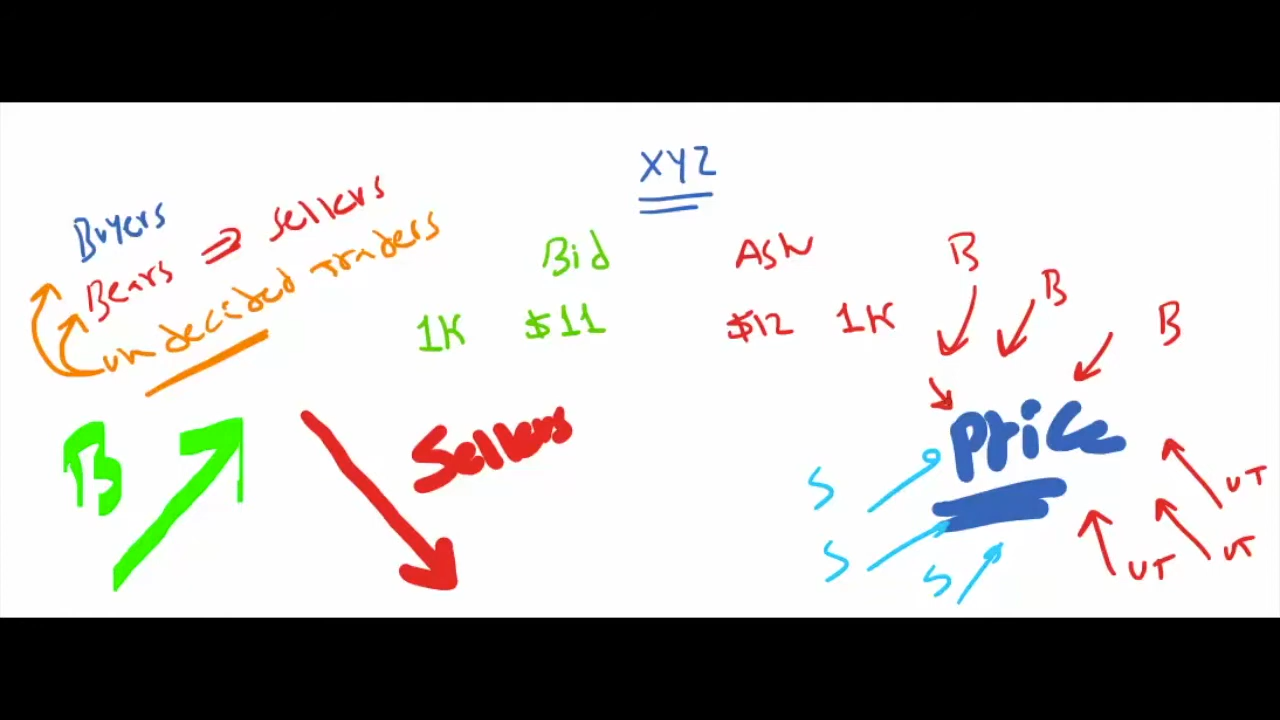 XYZ
Buyers
Bears ⇒ sellers
undecided traders
Bid
Ask
1K $11
$12 1K
B
B
B
B
Sellers
Price
S
S
S
UT
UT
UT